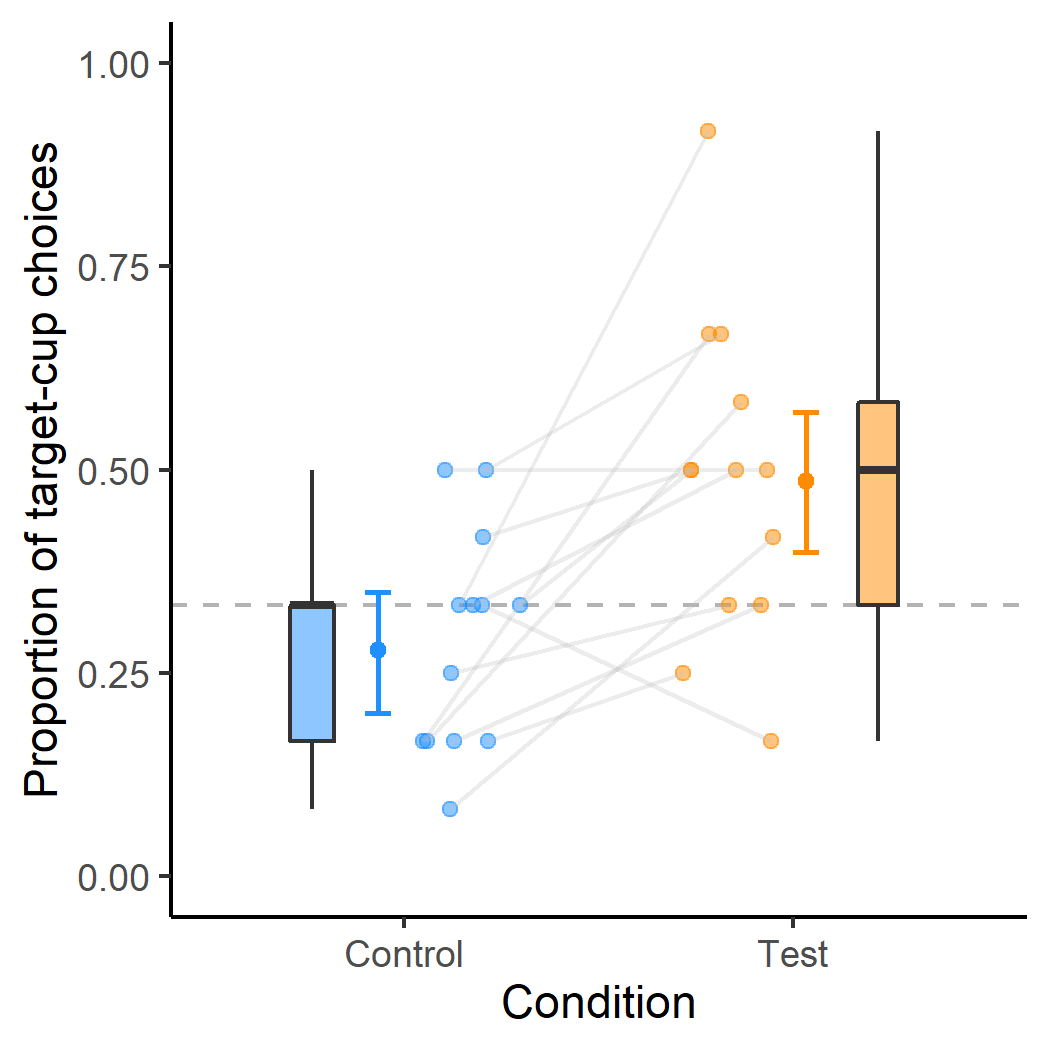 Proportion of target-cup choices
1.00
0.75
0.50
0.25
0.00
Control
Test
Condition